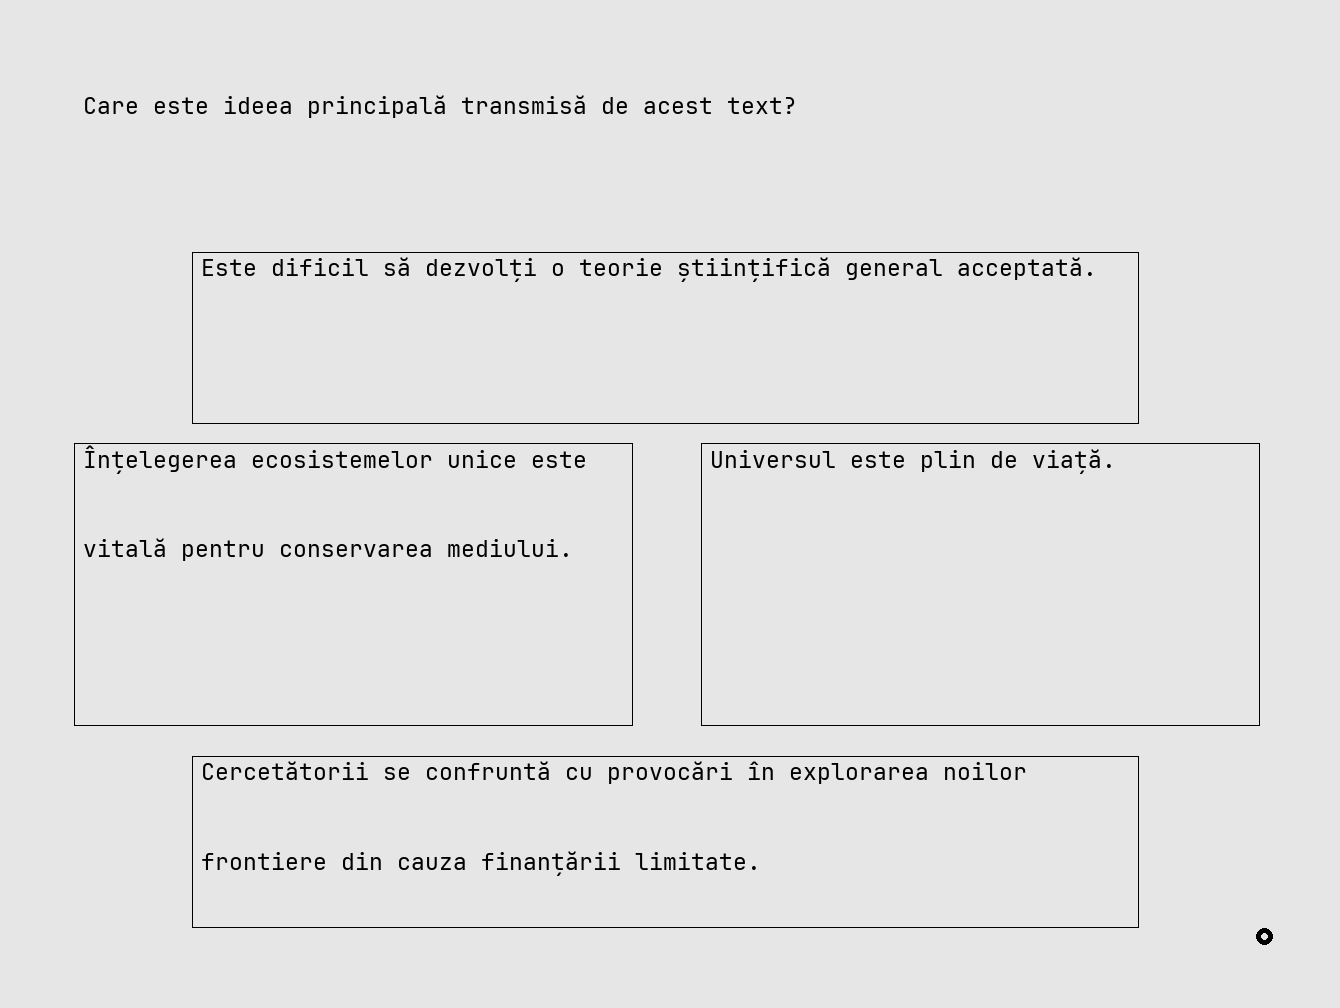 Care este ideea principală transmisă de acest text?
Este dificil să dezvolți o teorie științifică general acceptată.
Înțelegerea ecosistemelor unice este
vitală pentru conservarea mediului.
Universul este plin de viață.
Cercetătorii se confruntă cu provocări în explorarea noilor
frontiere din cauza finanțării limitate.